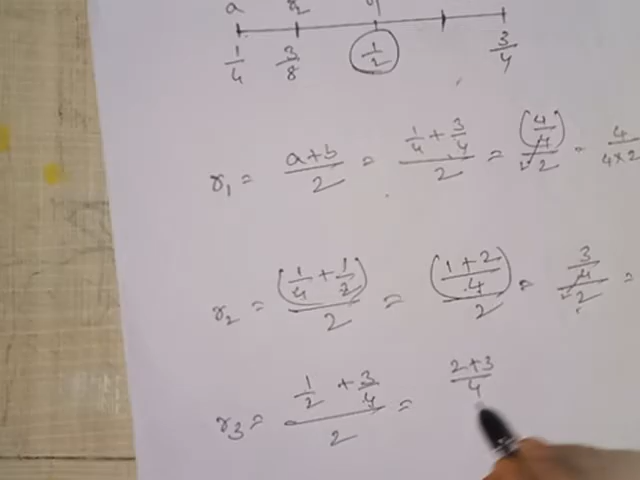 a r₂ r₁
1/4 3/8 1/2 3/4
r₁ = (a+b)/2 = (1/4 + 3/4)/2 = (4/4)/2 = 4/(4×2)
r₂ = (1/4 + 1/2)/2 = ((1+2)/4)/2 = (3/4)/2 =
r₃ = (1/2 + 3/4)/2 = (2+3)/4